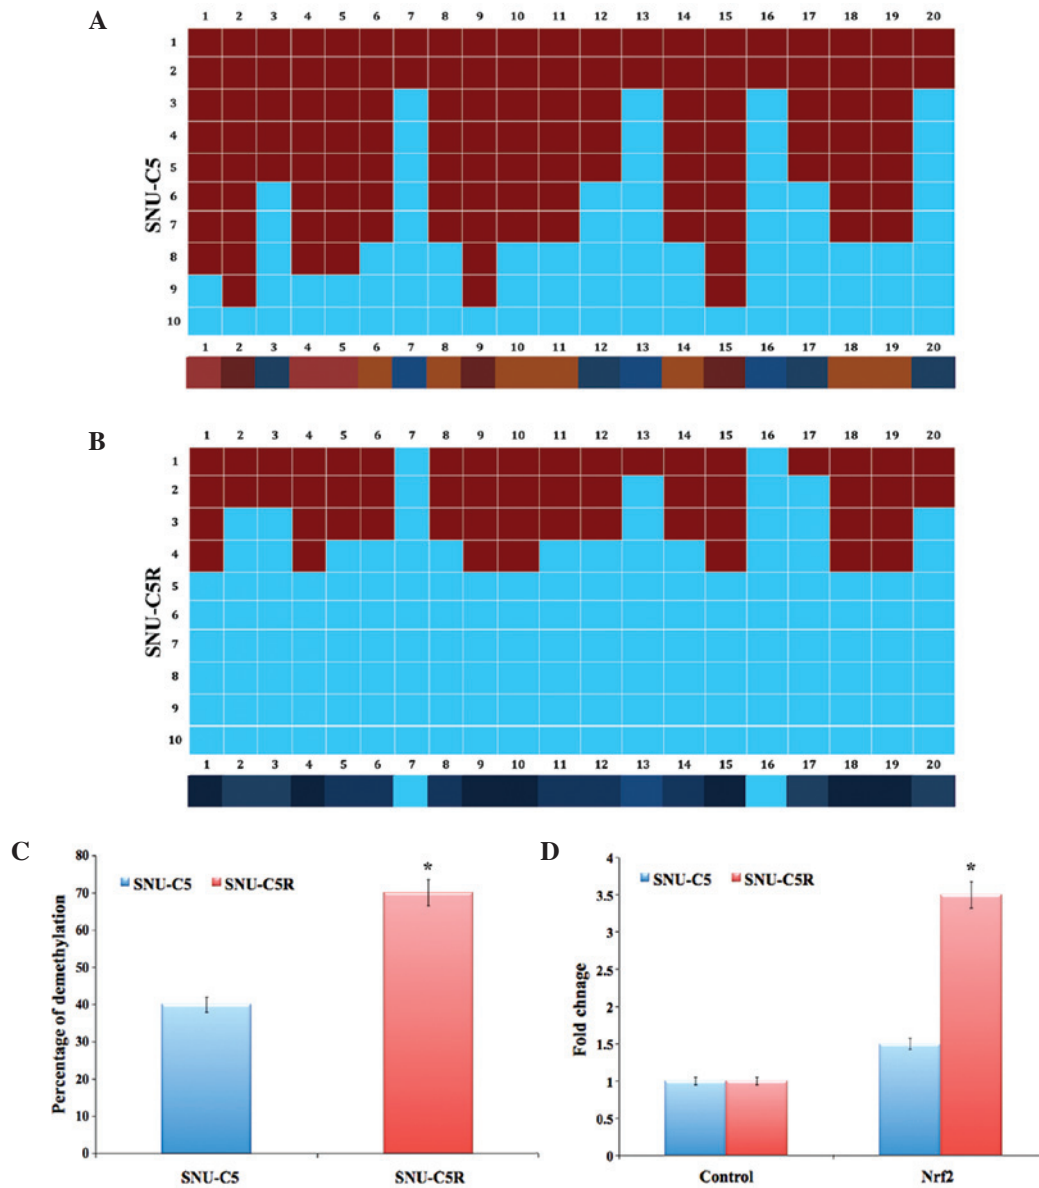 A
1 2 3 4 5 6 7 8 9 10 11 12 13 14 15 16 17 18 19 20
SNU-C5
1
2
3
4
5
6
7
8
9
10
1 2 3 4 5 6 7 8 9 10 11 12 13 14 15 16 17 18 19 20
B
1 2 3 4 5 6 7 8 9 10 11 12 13 14 15 16 17 18 19 20
SNU-C5R
1
2
3
4
5
6
7
8
9
10
1 2 3 4 5 6 7 8 9 10 11 12 13 14 15 16 17 18 19 20
C
Percentage of demethylation
80
70
60
50
40
30
20
10
0
SNU-C5 SNU-C5R
*
SNU-C5 SNU-C5R
D
Fold chnage
4
3.5
3
2.5
2
1.5
1
0.5
0
SNU-C5 SNU-C5R
*
Control Nrf2